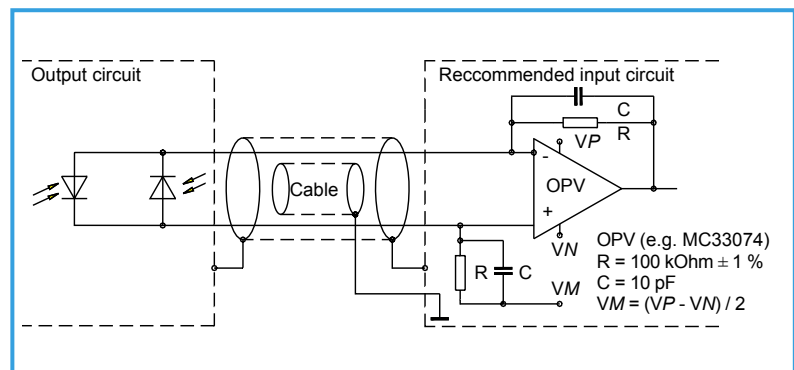 Output circuit
Reccommended input circuit
C
VP
R
-
OPV
Cable
+
VN
OPV (e.g. MC33074)
R = 100 kOhm ± 1 %
R
C
VM
C = 10 pF
VM = (VP - VN) / 2